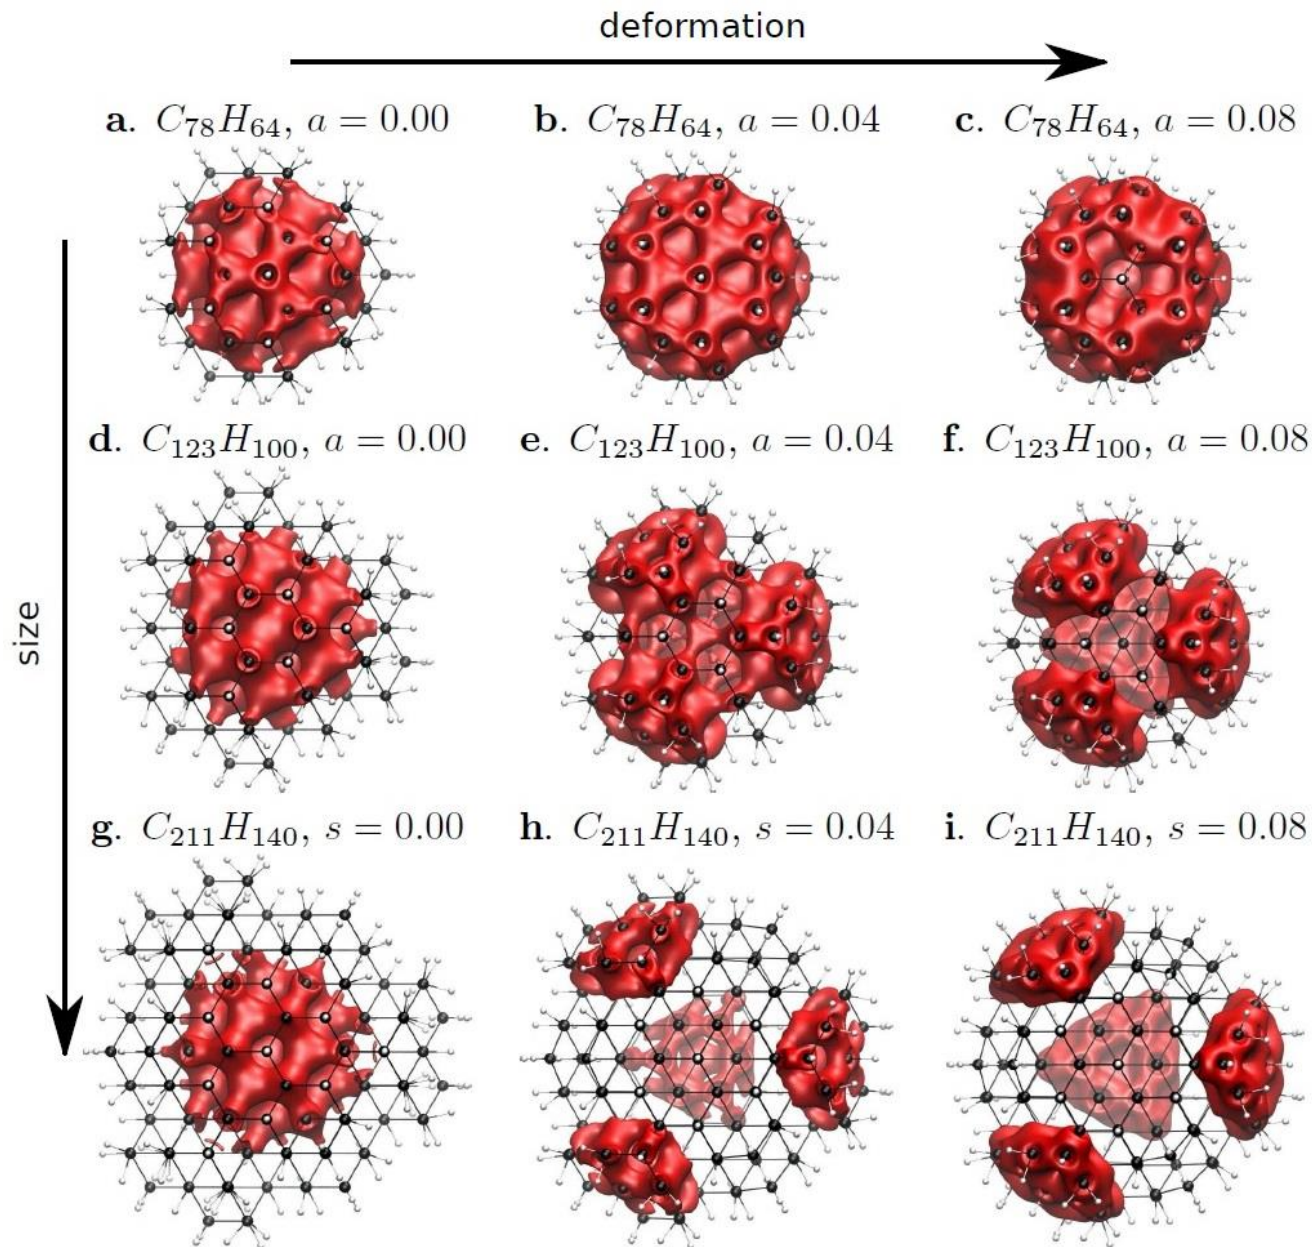 deformation
a. C₇₈H₆₄, a = 0.00
b. C₇₈H₆₄, a = 0.04
c. C₇₈H₆₄, a = 0.08
size
d. C₁₂₃H₁₀₀, a = 0.00
e. C₁₂₃H₁₀₀, a = 0.04
f. C₁₂₃H₁₀₀, a = 0.08
g. C₂₁₁H₁₄₀, s = 0.00
h. C₂₁₁H₁₄₀, s = 0.04
i. C₂₁₁H₁₄₀, s = 0.08